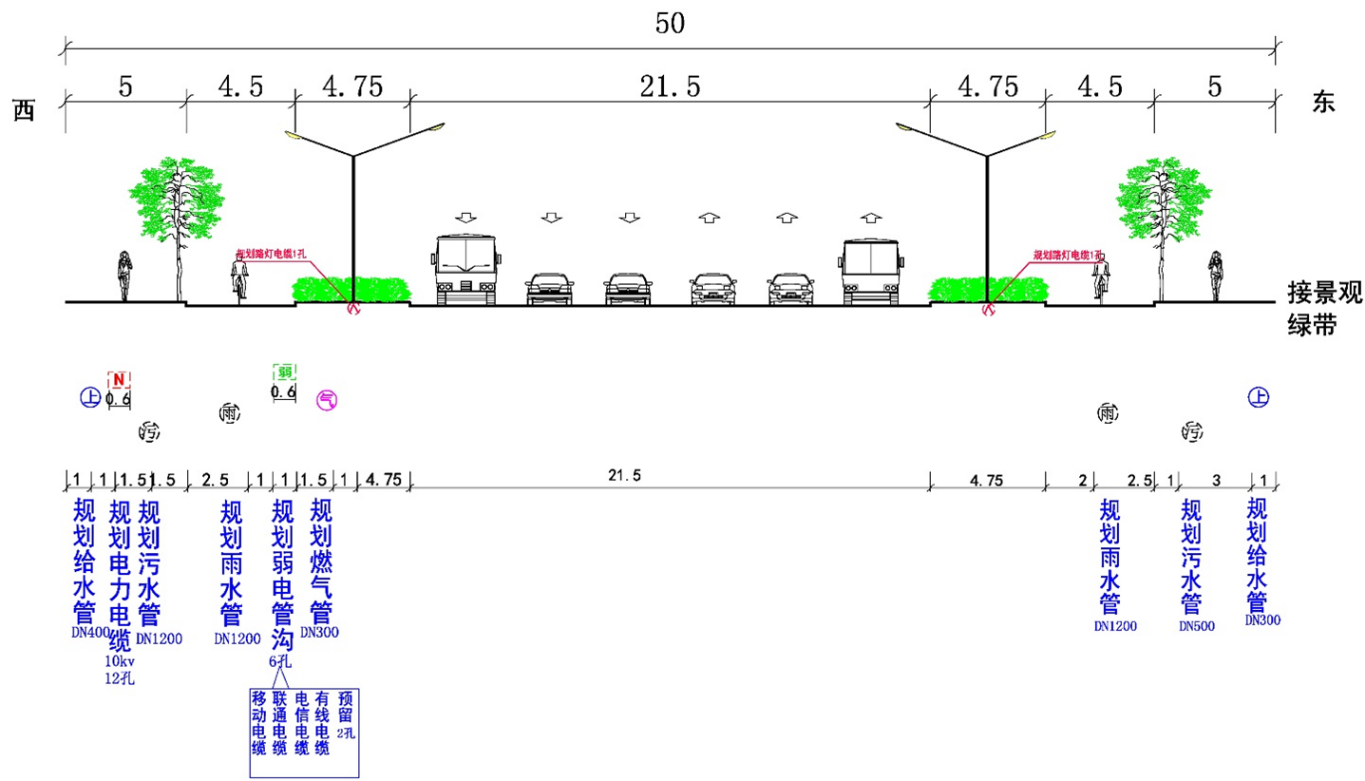 50
5 4.5 4.75 21.5 4.75 4.5 5
西
东
规划路灯电缆1孔
规划路灯电缆1孔
接景观
绿带
上
N
0.6
污
雨
弱
0.6
气
雨
污
上
1 1 1.5 1.5 2.5 1 1 1.5 1 4.75 21.5 4.75 2 2.5 1 3 1
规划给水管
DN400
规划电力电缆
10kv
12孔
规划污水管
DN1200
规划雨水管
DN1200
规划弱电管沟
6孔
规划燃气管
DN300
规划雨水管
DN1200
规划污水管
DN500
规划给水管
DN300
移动电缆
联通电缆
电信电缆
有线电缆
预留
2孔